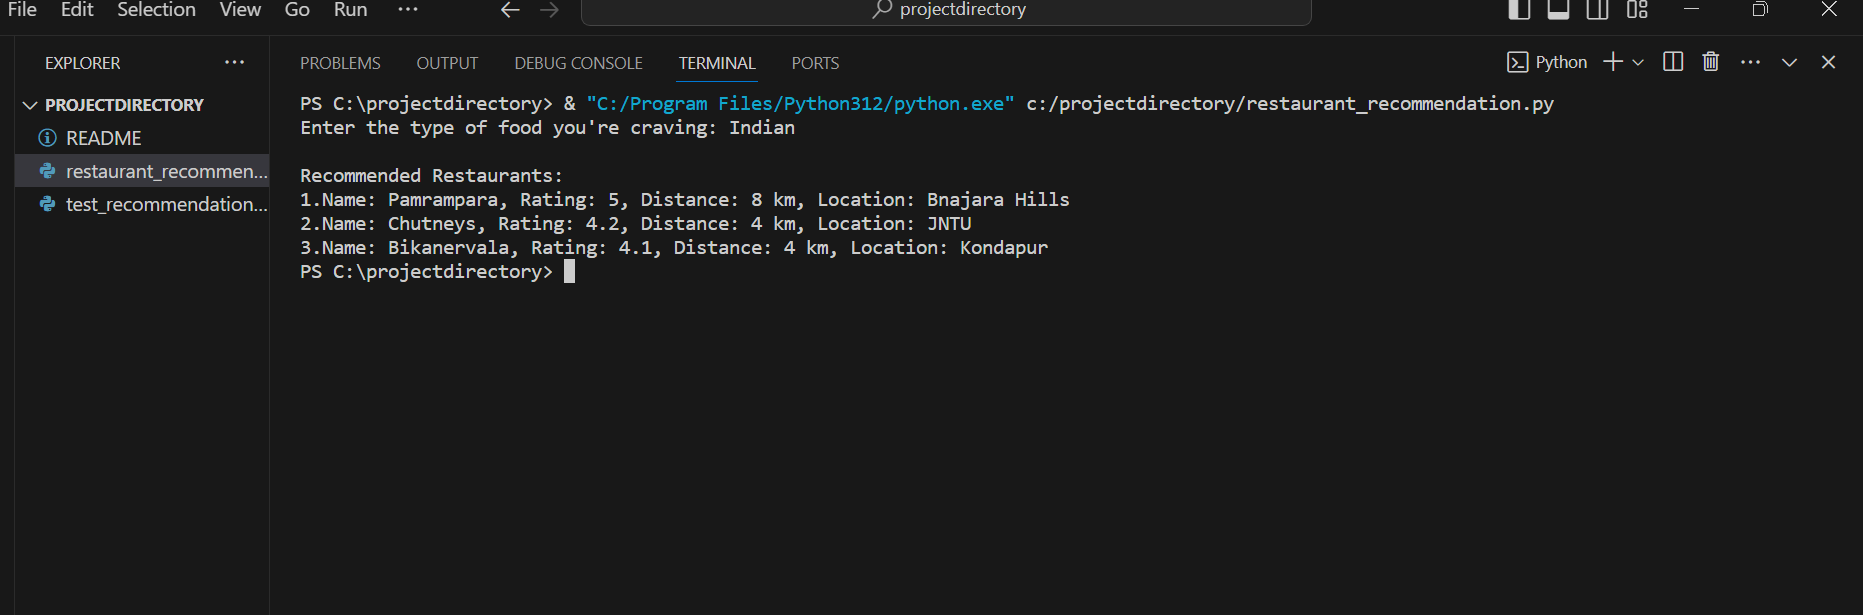 File Edit Selection View Go Run ···
projectdirectory
EXPLORER ···
PROJECTDIRECTORY
README
restaurant_recommen...
test_recommendation...
PROBLEMS OUTPUT DEBUG CONSOLE TERMINAL PORTS
Python ···
PS C:\projectdirectory> & "C:/Program Files/Python312/python.exe" c:/projectdirectory/restaurant_recommendation.py
Enter the type of food you're craving: Indian
Recommended Restaurants:
1.Name: Pamrampara, Rating: 5, Distance: 8 km, Location: Bnajara Hills
2.Name: Chutneys, Rating: 4.2, Distance: 4 km, Location: JNTU
3.Name: Bikanervala, Rating: 4.1, Distance: 4 km, Location: Kondapur
PS C:\projectdirectory>